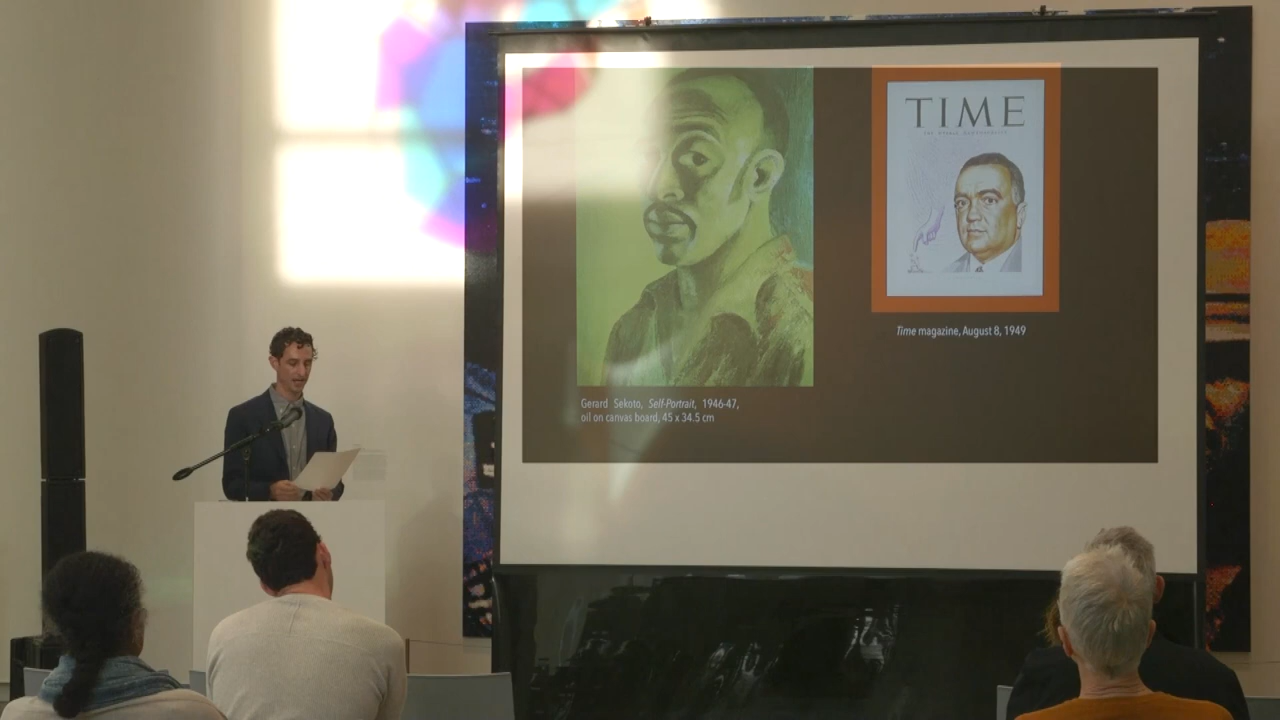 TIME
Time magazine, August 8, 1949
Gerard Sekoto, Self-Portrait, 1946-47,
oil on canvas board, 45 x 34.5 cm